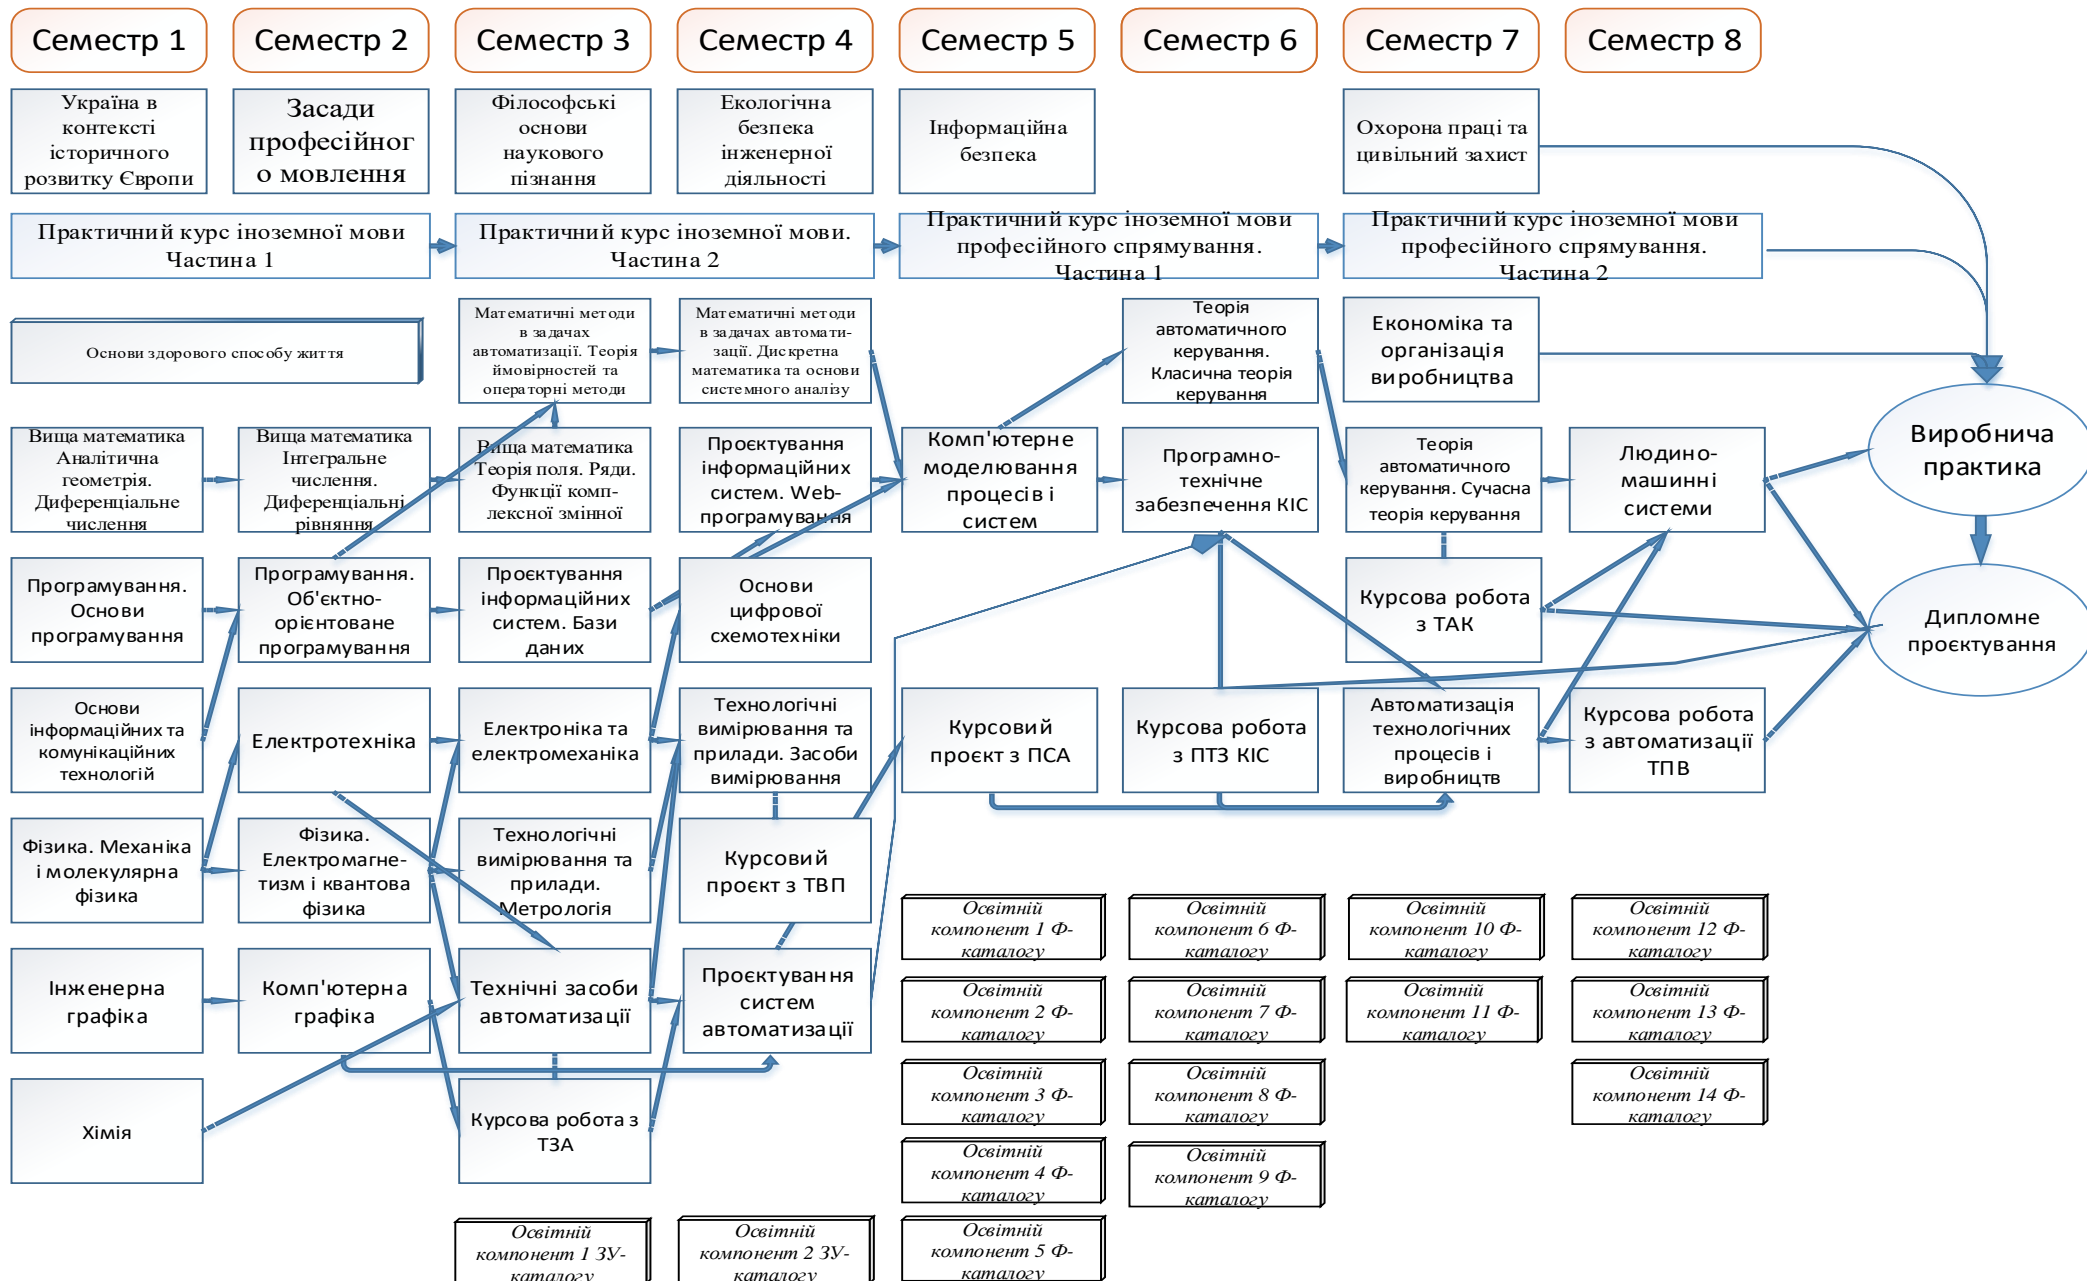 Семестр 1
Семестр 2
Семестр 3
Семестр 4
Семестр 5
Семестр 6
Семестр 7
Семестр 8
Україна в
контексті
історичного
розвитку Європи
Засади
професійног
о мовлення
Філософські
основи
наукового
пізнання
Екологічна
безпека
інженерної
діяльності
Інформаційна
безпека
Охорона праці та
цивільний захист
Практичний курс іноземної мови
Частина 1
Практичний курс іноземної мови.
Частина 2
Практичний курс іноземної мови
професійного спрямування.
Частина 1
Практичний курс іноземної мови
професійного спрямування.
Частина 2
Основи здорового способу життя
Математичні методи
в задачах
автоматизації. Теорія
ймовірностей та
операторні методи
Математичні методи
в задачах автомати-
зації. Дискретна
математика та основи
системного аналізу
Теорія
автоматичного
керування.
Класична теорія
керування
Економіка та
організація
виробництва
Вища математика
Аналітична
геометрія.
Диференціальне
числення
Вища математика
Інтегральне
числення.
Диференціальні
рівняння
Вища математика
Теорія поля. Ряди.
Функції комп-
лексної змінної
Проєктування
інформаційних
систем. Web-
програмування
Комп'ютерне
моделювання
процесів і
систем
Програмно-
технічне
забезпечення КІС
Теорія
автоматичного
керування. Сучасна
теорія керування
Людино-
машинні
системи
Виробнича
практика
Програмування.
Основи
програмування
Програмування.
Об'єктно-
орієнтоване
програмування
Проєктування
інформаційних
систем. Бази
даних
Основи
цифрової
схемотехніки
Курсова робота
з ТАК
Дипломне
проєктування
Основи
інформаційних та
комунікаційних
технологій
Електротехніка
Електроніка та
електромеханіка
Технологічні
вимірювання та
прилади. Засоби
вимірювання
Курсовий
проєкт з ПСА
Курсова робота
з ПТЗ КІС
Автоматизація
технологічних
процесів і
виробництв
Курсова робота
з автоматизації
ТПВ
Фізика. Механіка
і молекулярна
фізика
Фізика.
Електромагне-
тизм і квантова
фізика
Технологічні
вимірювання та
прилади.
Метрологія
Курсовий
проєкт з ТВП
Освітній
компонент 1 Ф-
каталогу
Освітній
компонент 6 Ф-
каталогу
Освітній
компонент 10 Ф-
каталогу
Освітній
компонент 12 Ф-
каталогу
Інженерна
графіка
Комп'ютерна
графіка
Технічні засоби
автоматизації
Проєктування
систем
автоматизації
Освітній
компонент 2 Ф-
каталогу
Освітній
компонент 7 Ф-
каталогу
Освітній
компонент 11 Ф-
каталогу
Освітній
компонент 13 Ф-
каталогу
Хімія
Курсова робота з
ТЗА
Освітній
компонент 3 Ф-
каталогу
Освітній
компонент 8 Ф-
каталогу
Освітній
компонент 14 Ф-
каталогу
Освітній
компонент 4 Ф-
каталогу
Освітній
компонент 9 Ф-
каталогу
Освітній
компонент 1 ЗУ-
каталогу
Освітній
компонент 2 ЗУ-
каталогу
Освітній
компонент 5 Ф-
каталогу